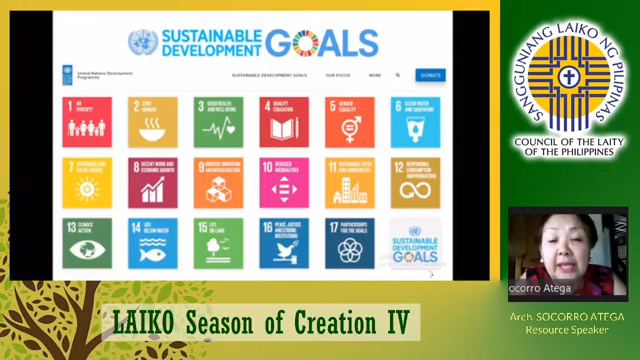 SUSTAINABLE
DEVELOPMENT
GOALS
United Nations Development
Programme
SUSTAINABLE DEVELOPMENT GOALS
OUR FOCUS
MORE
DONATE
1 NO
POVERTY
2 ZERO
HUNGER
3 GOOD HEALTH
AND WELL-BEING
4 QUALITY
EDUCATION
5 GENDER
EQUALITY
6 CLEAN WATER
AND SANITATION
7 AFFORDABLE AND
CLEAN ENERGY
8 DECENT WORK AND
ECONOMIC GROWTH
9 INDUSTRY, INNOVATION
AND INFRASTRUCTURE
10 REDUCED
INEQUALITIES
11 SUSTAINABLE CITIES
AND COMMUNITIES
12 RESPONSIBLE
CONSUMPTION
AND PRODUCTION
13 CLIMATE
ACTION
14 LIFE
BELOW WATER
15 LIFE
ON LAND
16 PEACE, JUSTICE
AND STRONG
INSTITUTIONS
17 PARTNERSHIPS
FOR THE GOALS
SUSTAINABLE
DEVELOPMENT
GOALS
SANGGUNIANG LAIKO NG PILIPINAS
COUNCIL OF THE LAITY
OF THE PHILIPPINES
ocorro Atega
Arch. SOCORRO ATEGA
Resource Speaker
LAIKO Season of Creation IV